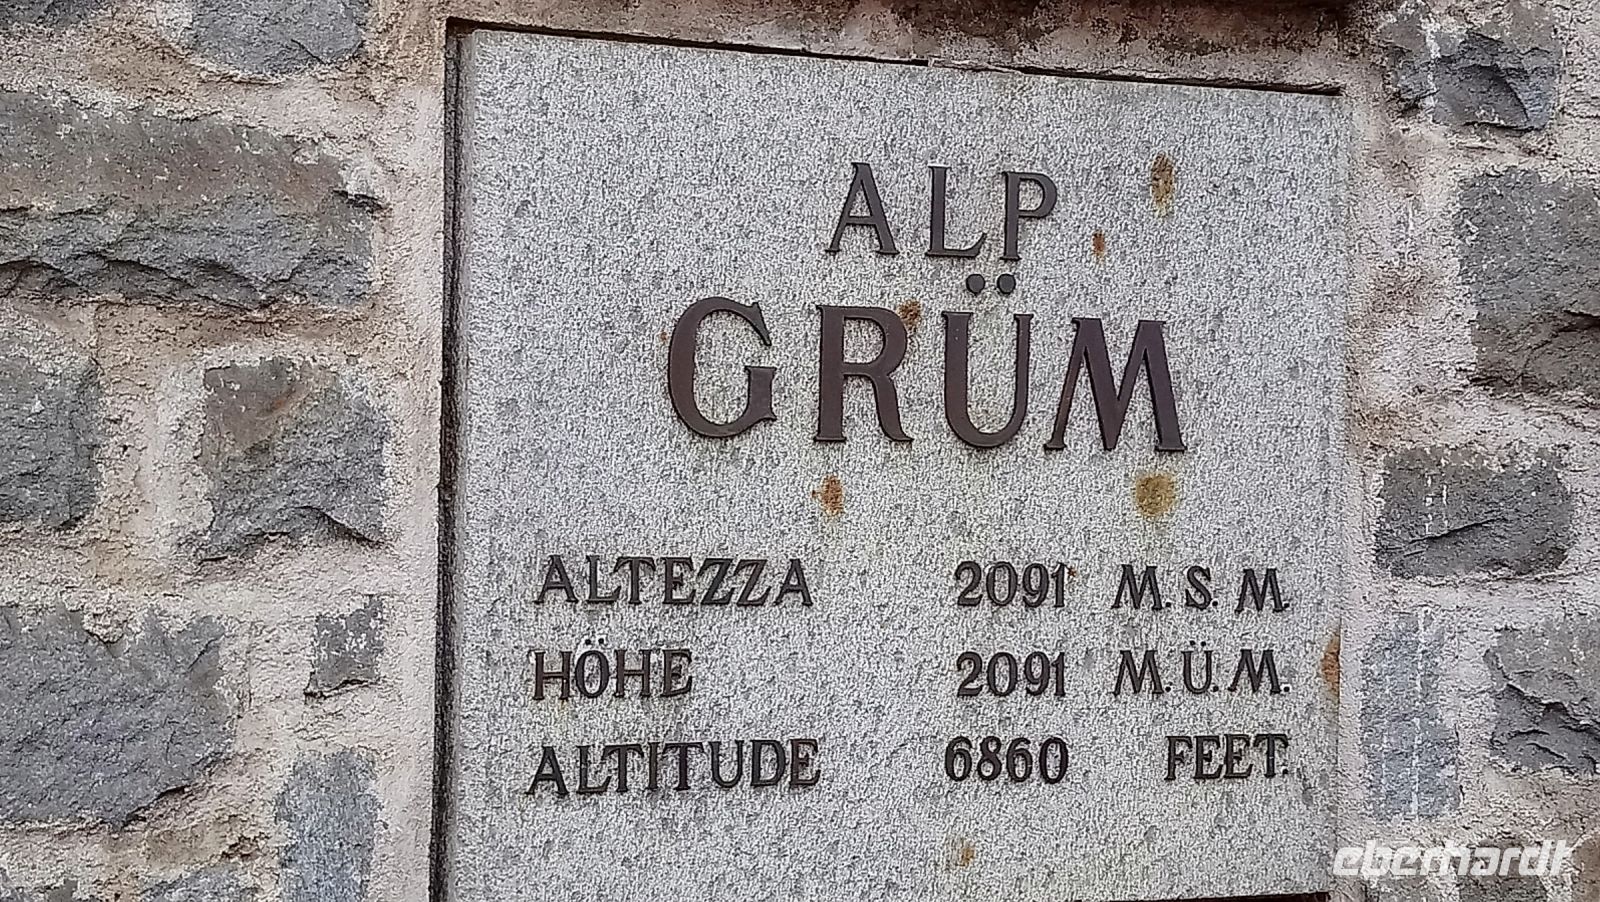 ALP
GRÜM
ALTEZZA 2091 M.S.M.
HÖHE 2091 M.Ü.M.
ALTITUDE 6860 FEET.
eberhardt